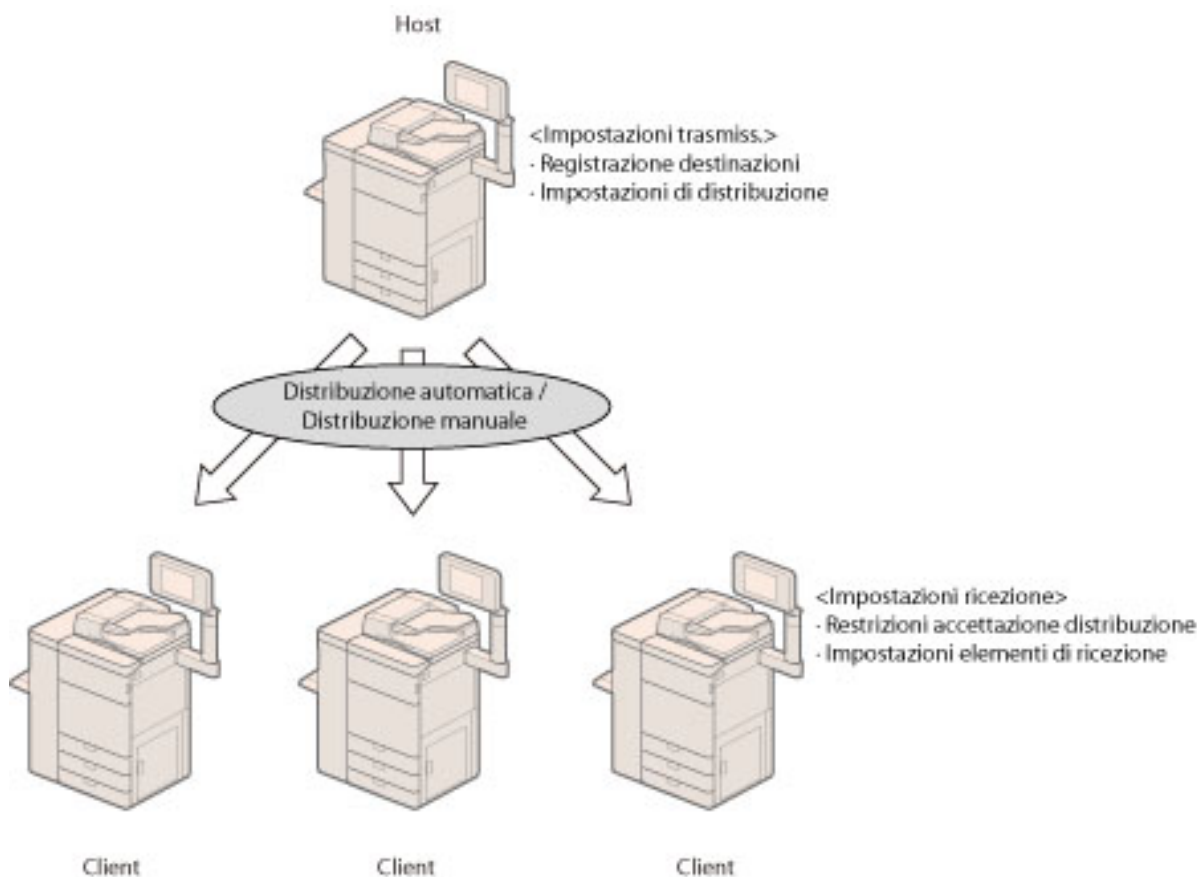 Host
<Impostazioni trasmiss.>
· Registrazione destinazioni
· Impostazioni di distribuzione
Distribuzione automatica /
Distribuzione manuale
<Impostazioni ricezione>
· Restrizioni accettazione distribuzione
· Impostazioni elementi di ricezione
Client
Client
Client